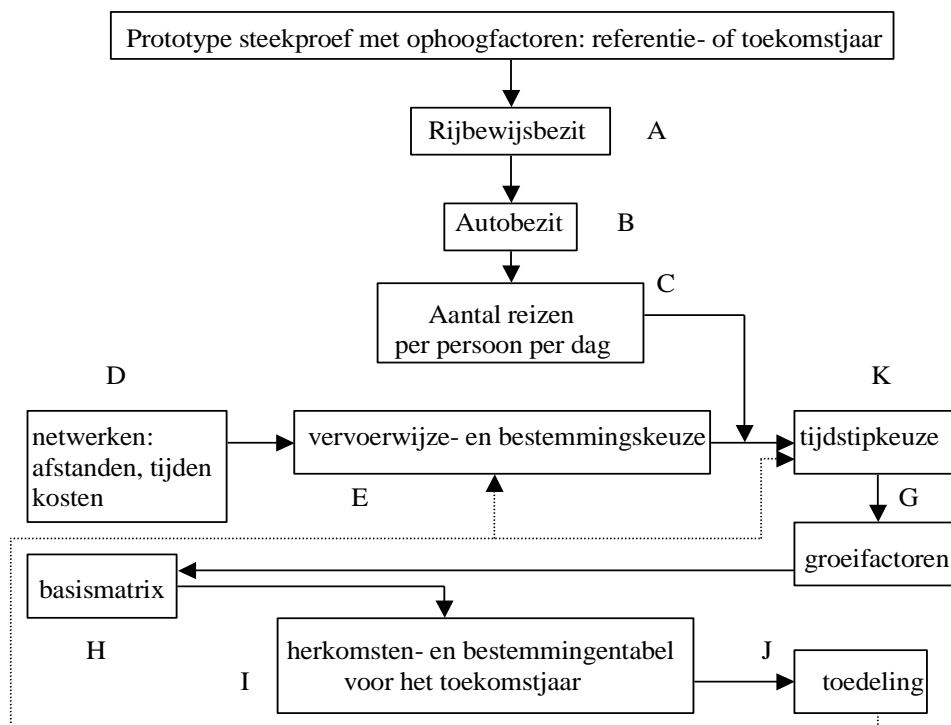 Prototype steekproef met ophoogfactoren: referentie- of toekomstjaar
Rijbewijsbezit
A
Autobezit
B
C
Aantal reizen
per persoon per dag
D
K
netwerken:
afstanden, tijden
kosten
vervoerwijze- en bestemmingskeuze
tijdstipkeuze
E
G
groeifactoren
basismatrix
H
herkomsten- en bestemmingentabel
voor het toekomstjaar
I
J
toedeling